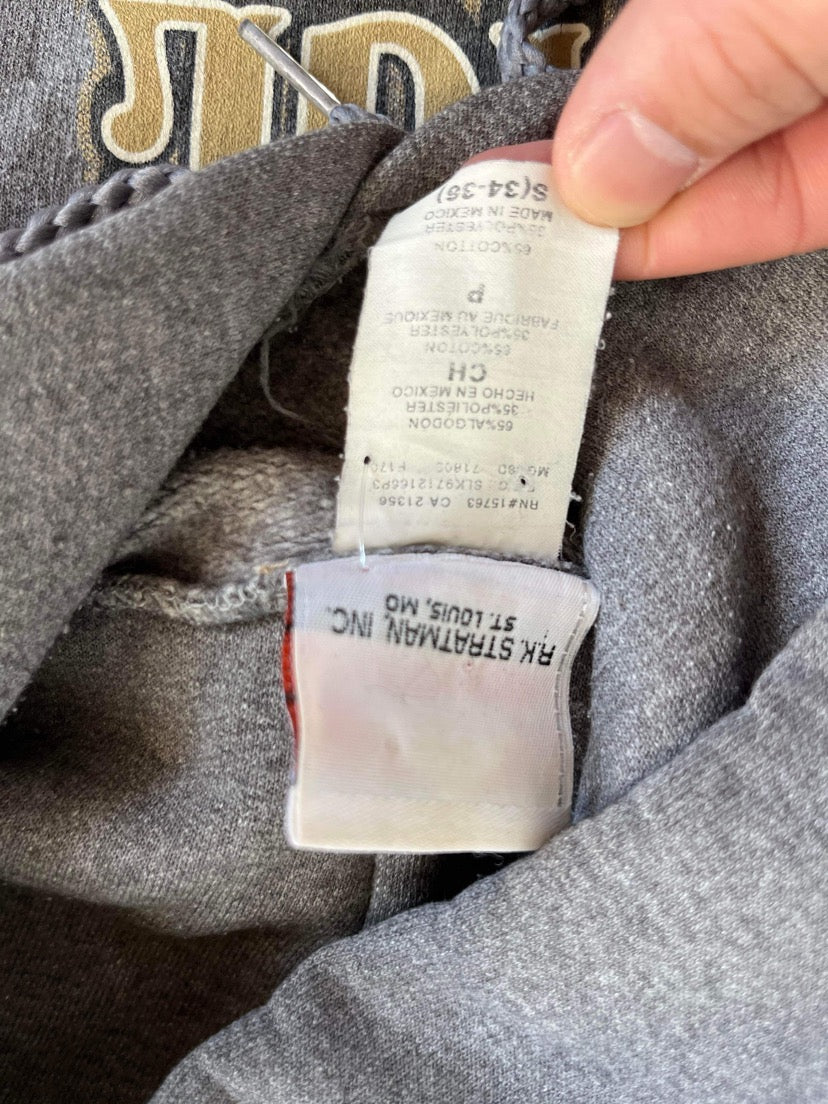 R.K. STRATMAN, INC.
ST. LOUIS, MO
RN#15763 CA 21356
SLX9712166P3
65%ALGODON
35%POLIESTER
HECHO EN MEXICO
CH
65%COTON
35%POLYESTER
FABRIQUE AU MEXIQUE
P
65%COTTON
35%POLYESTER
MADE IN MEXICO
S(34-36)